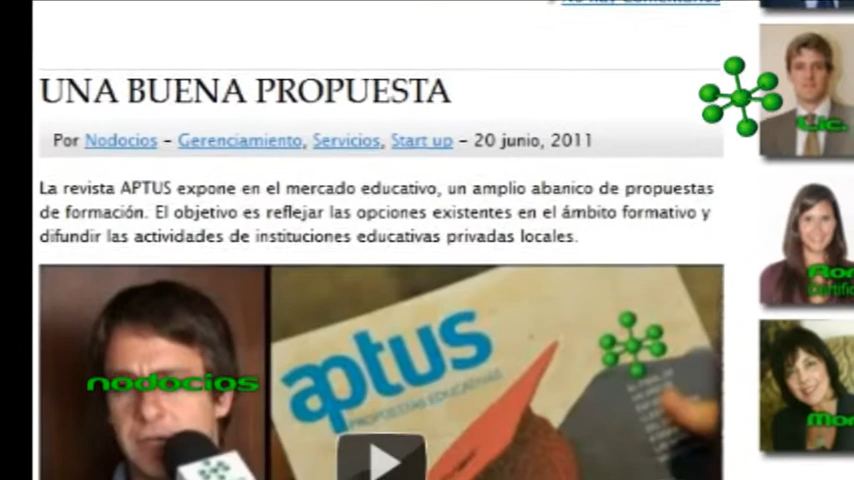 UNA BUENA PROPUESTA
Por Nodocios – Gerenciamiento, Servicios, Start up – 20 junio, 2011
La revista APTUS expone en el mercado educativo, un amplio abanico de propuestas
de formación. El objetivo es reflejar las opciones existentes en el ámbito formativo y
difundir las actividades de instituciones educativas privadas locales.
Lic.
nodocios
aptus
PROPUESTAS EDUCATIVAS